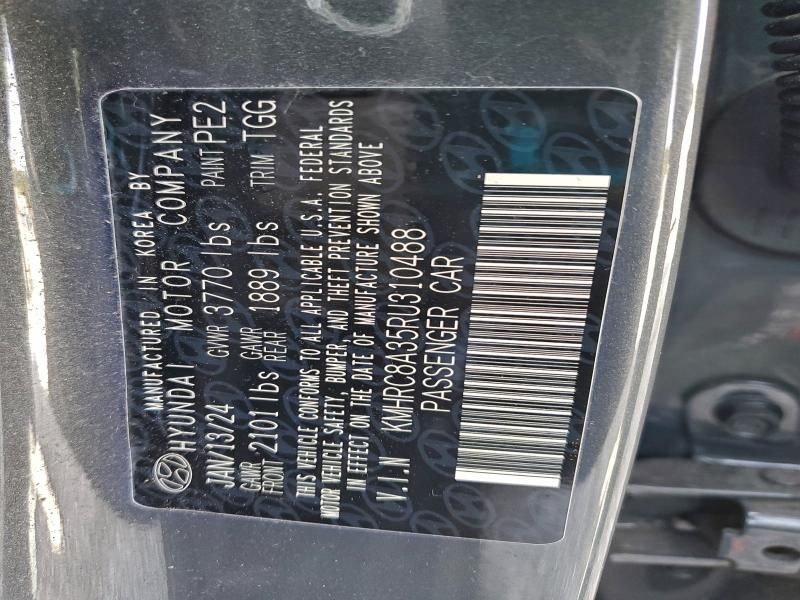 MANUFACTURED IN KOREA BY
HYUNDAI MOTOR COMPANY
JAN/13/24 GVWR 3770 lbs PAINT PE2
GAWR FRONT 2101 lbs GAWR REAR 1889 lbs TRIM TGG
THIS VEHICLE CONFORMS TO ALL APPLICABLE U.S.A. FEDERAL
MOTOR VEHICLE SAFETY, BUMPER, AND THEFT PREVENTION STANDARDS
IN EFFECT ON THE DATE OF MANUFACTURE SHOWN ABOVE
V.I.N KMHRC8A35RU310488
PASSENGER CAR